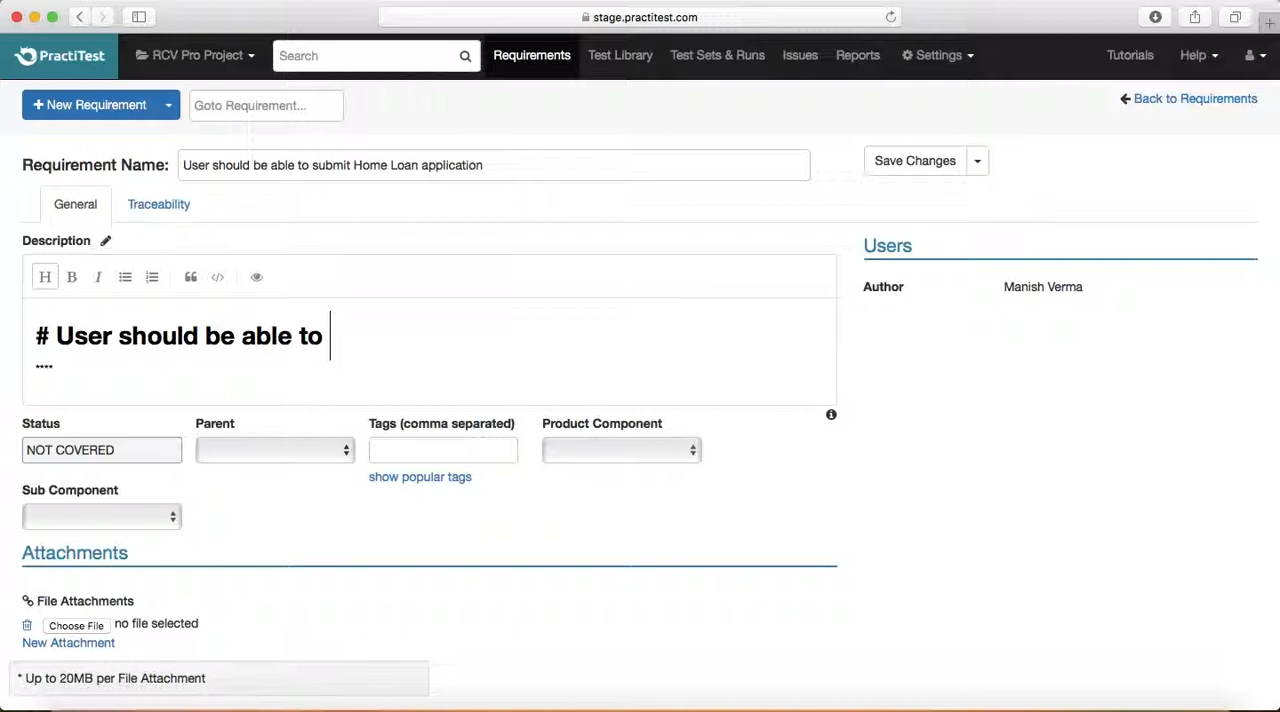 stage.practitest.com
PractiTest
RCV Pro Project
Search
Requirements
Test Library
Test Sets & Runs
Issues
Reports
Settings
Tutorials
Help
+ New Requirement
Goto Requirement...
Back to Requirements
Requirement Name:
User should be able to submit Home Loan application
Save Changes
General
Traceability
Description
H B I
# User should be able to
****
Users
Author
Manish Verma
Status
Parent
Tags (comma separated)
Product Component
NOT COVERED
show popular tags
Sub Component
Attachments
File Attachments
Choose File no file selected
New Attachment
* Up to 20MB per File Attachment